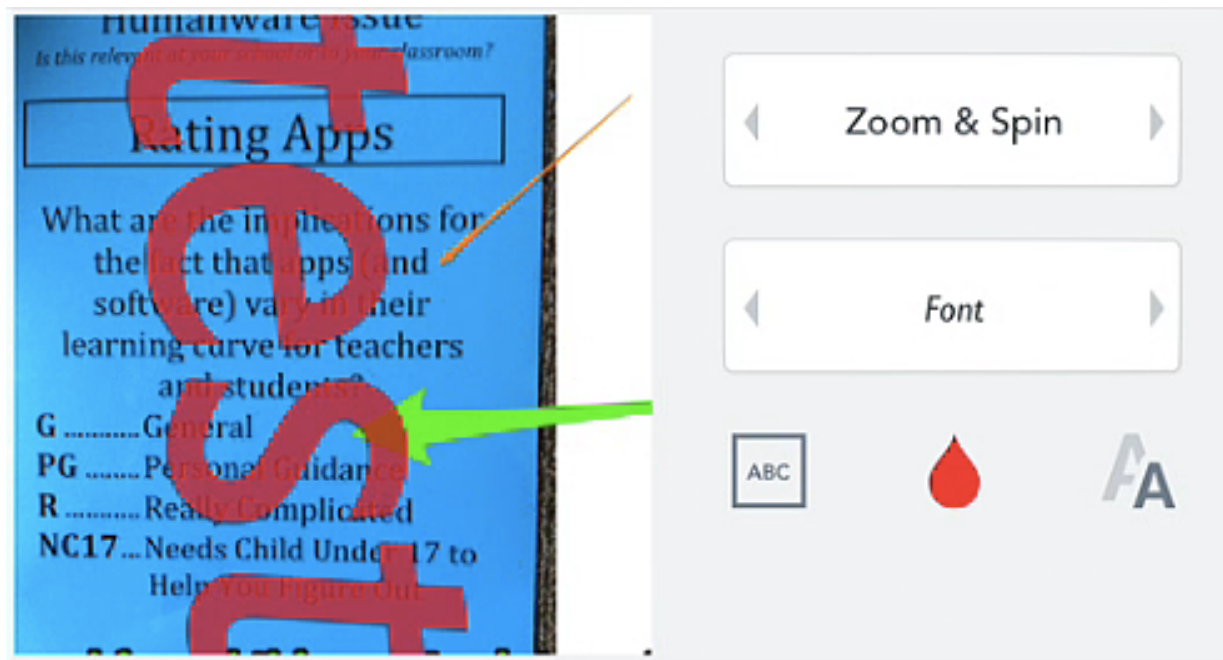 Humanware Issue
Is this relevant at your school or in your classroom?
Rating Apps
What are the implications for
the fact that apps (and
software) vary in their
learning curve for teachers
and students?
G ...........General
PG ........Personal Guidance
R ...........Really Complicated
NC17...Needs Child Under 17 to
Help You Figure Out
test
Zoom & Spin
Font
ABC
AA